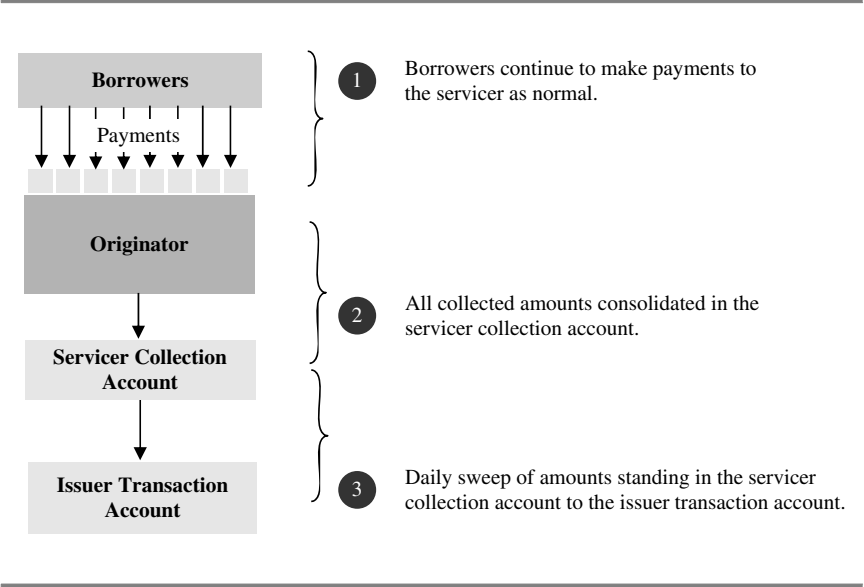 Borrowers
Payments
1
Borrowers continue to make payments to
the servicer as normal.
Originator
2
All collected amounts consolidated in the
servicer collection account.
Servicer Collection
Account
Issuer Transaction
Account
3
Daily sweep of amounts standing in the servicer
collection account to the issuer transaction account.